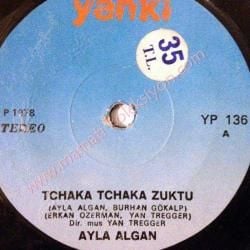 yanki
35
T.L.
P 1978
STEREO
YP 136
A
TCHAKA TCHAKA ZUKTU
(AYLA ALGAN, BURHAN GÖKALP)
(ERKAN ÖZERMAN, YAN TREGGER)
Dir. mus YAN TREGGER
AYLA ALGAN